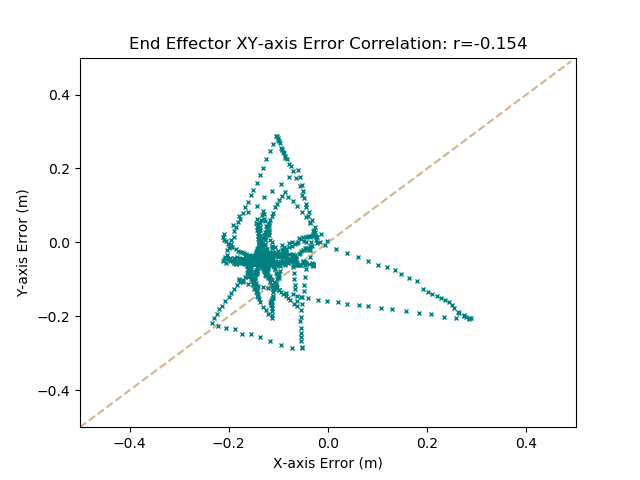 End Effector XY-axis Error Correlation: r=-0.154
0.4
0.2
0.0
−0.2
−0.4
Y-axis Error (m)
−0.4 −0.2 0.0 0.2 0.4
X-axis Error (m)